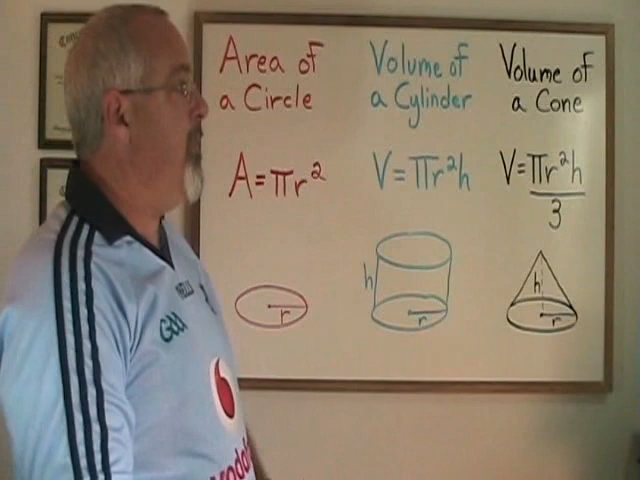 Area of
a Circle
A=πr²
r
Volume of
a Cylinder
V=πr²h
h
r
Volume of
a Cone
V=πr²h
3
h
r
GAA